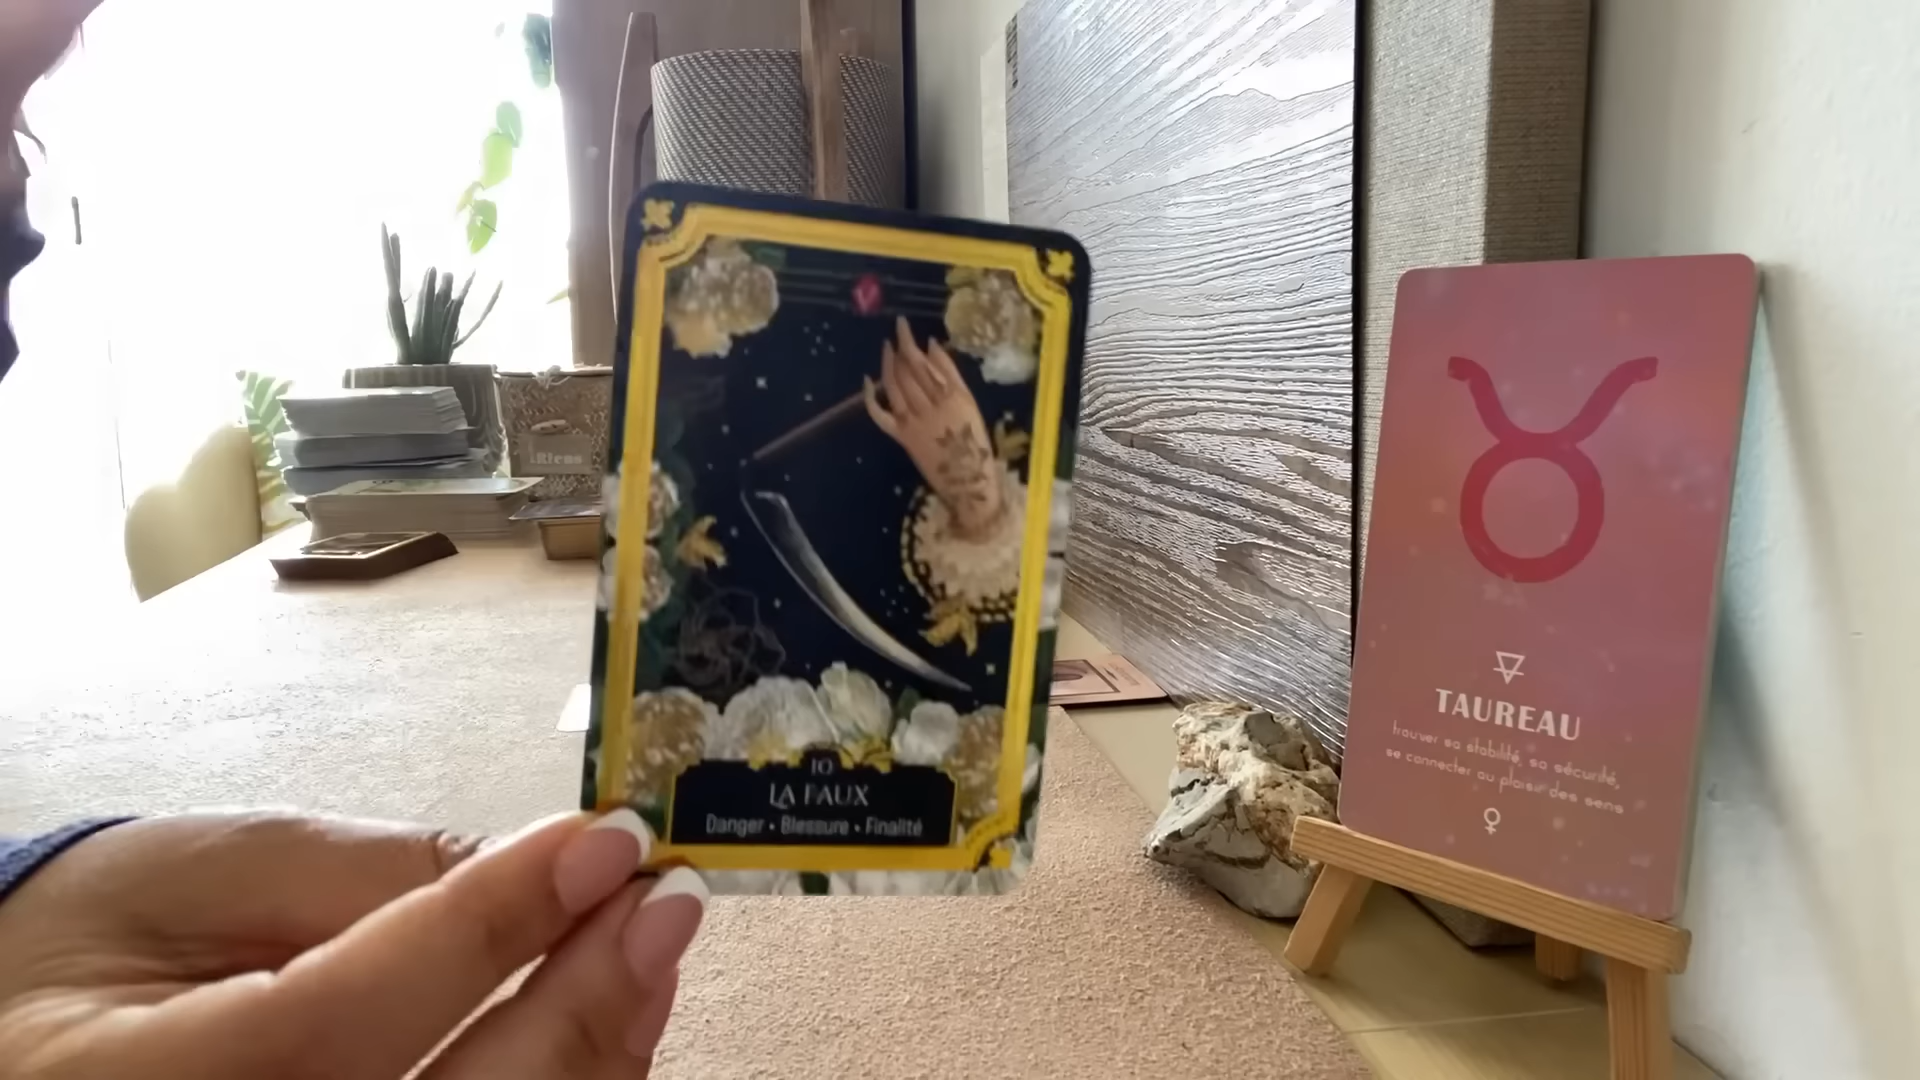 10
LA FAUX
Danger • Blessure • Finalité
TAUREAU
trouver sa stabilité, sa sécurité,
se connecter au plaisir des sens